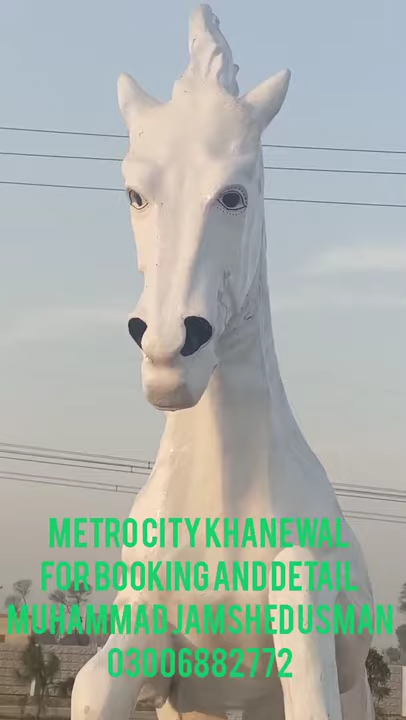 METRO CITY KHANEWAL
FOR BOOKING AND DETAIL
MUHAMMAD JAMSHED USMAN
03006882772